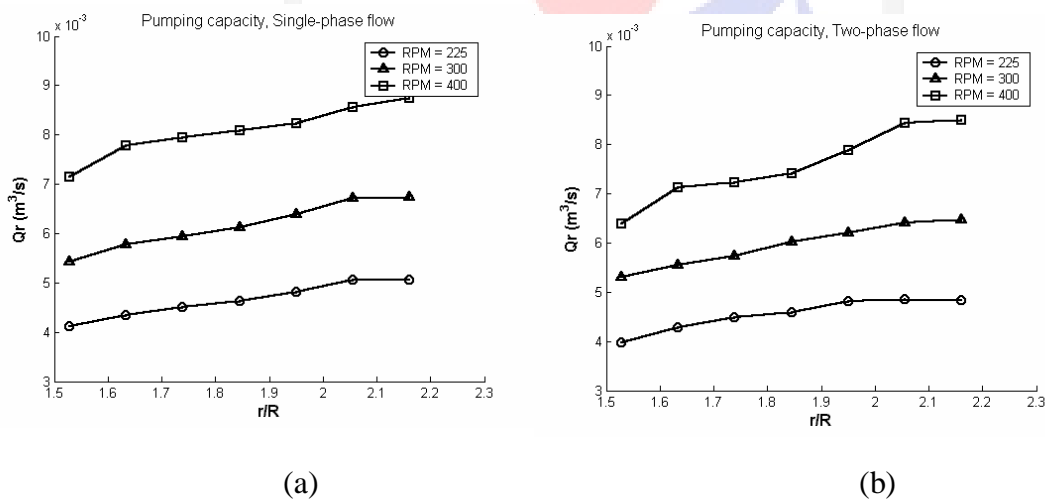 Pumping capacity, Single-phase flow
x 10⁻³
10
9
8
7
6
5
4
3
Qr (m³/s)
RPM = 225
RPM = 300
RPM = 400
1.5 1.6 1.7 1.8 1.9 2 2.1 2.2 2.3
r/R
(a)
Pumping capacity, Two-phase flow
x 10⁻³
10
9
8
7
6
5
4
3
Qr (m³/s)
RPM = 225
RPM = 300
RPM = 400
1.5 1.6 1.7 1.8 1.9 2 2.1 2.2 2.3
r/R
(b)